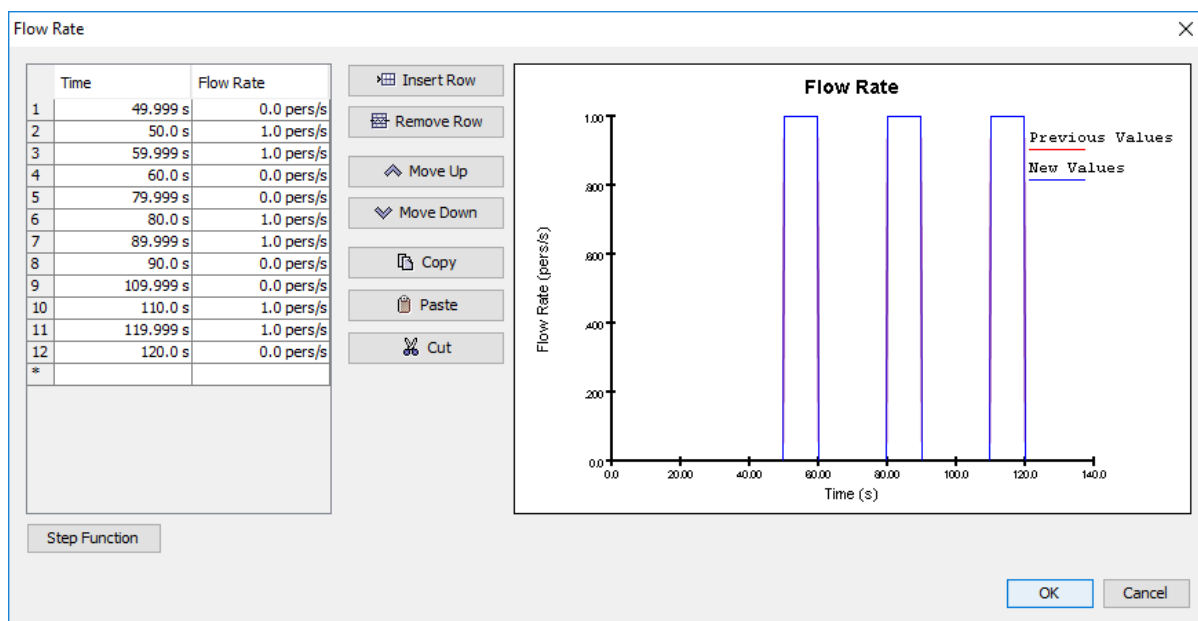 Flow Rate
Time Flow Rate
1 49.999 s 0.0 pers/s
2 50.0 s 1.0 pers/s
3 59.999 s 1.0 pers/s
4 60.0 s 0.0 pers/s
5 79.999 s 0.0 pers/s
6 80.0 s 1.0 pers/s
7 89.999 s 1.0 pers/s
8 90.0 s 0.0 pers/s
9 109.999 s 0.0 pers/s
10 110.0 s 1.0 pers/s
11 119.999 s 1.0 pers/s
12 120.0 s 0.0 pers/s
*
Step Function
Insert Row
Remove Row
Move Up
Move Down
Copy
Paste
Cut
Flow Rate
Previous Values
New Values
Flow Rate (pers/s)
1.00
.800
.600
.400
.200
0.0
0.0 20.00 40.00 60.00 80.00 100.0 120.0 140.0
Time (s)
OK Cancel